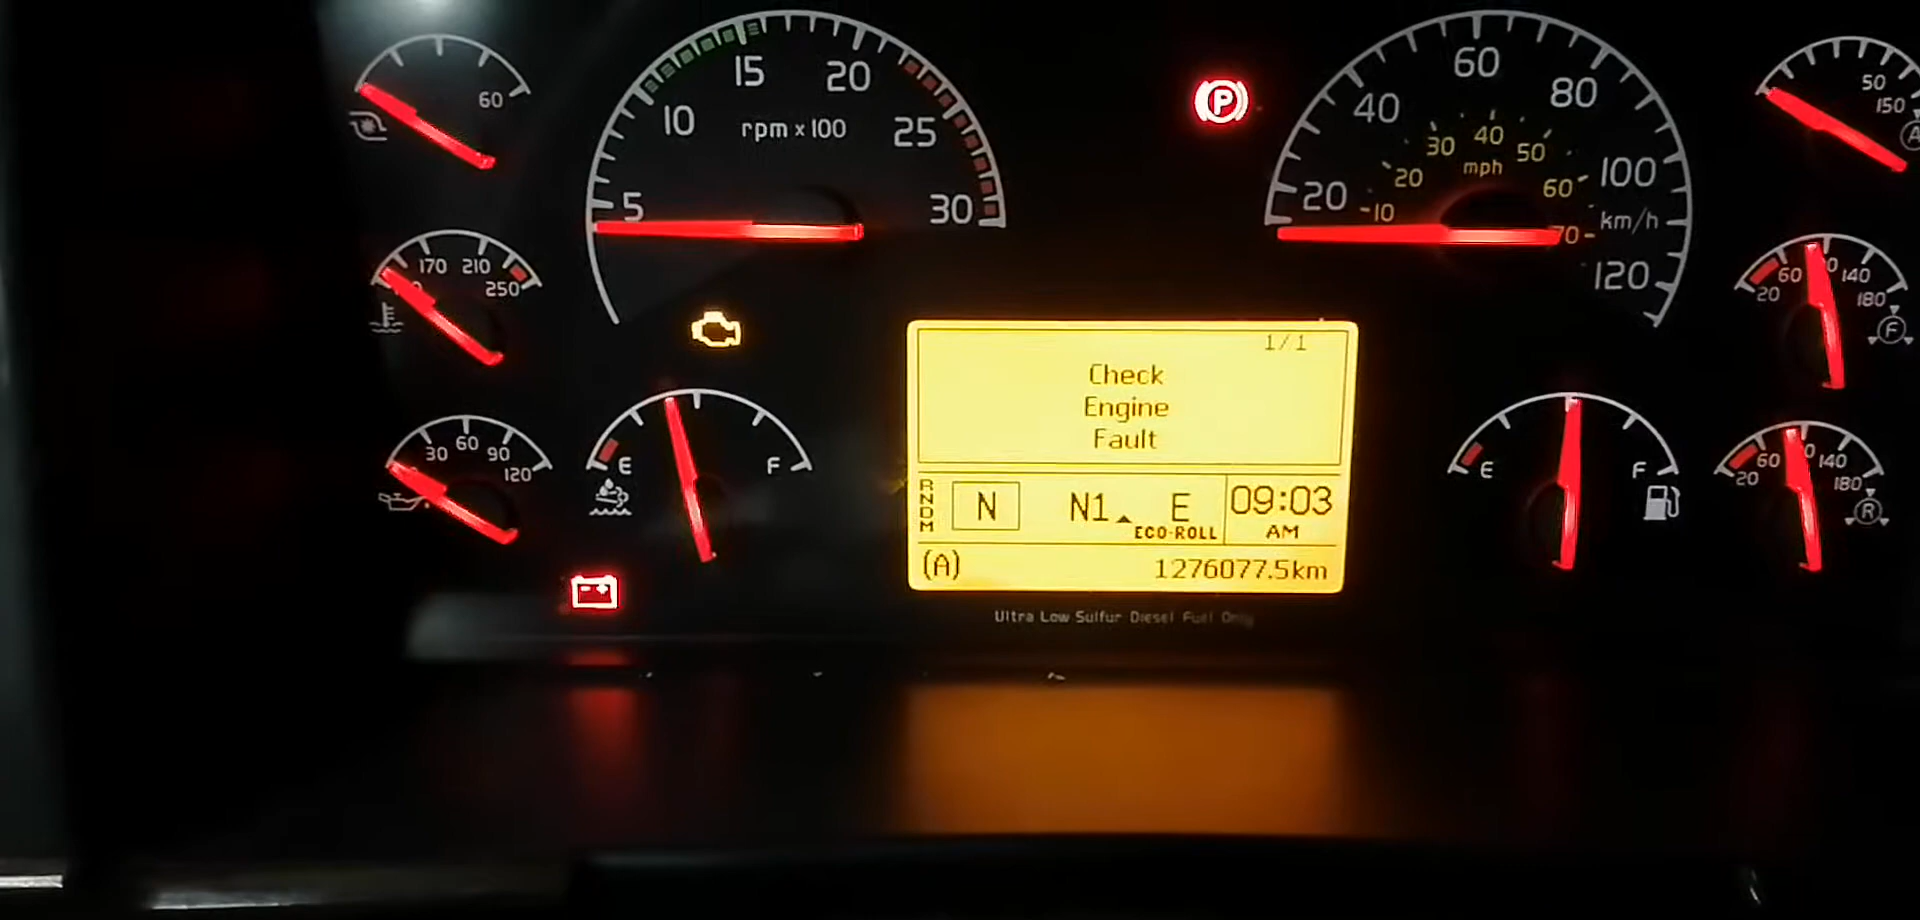 60
15
20
10
25
rpm x 100
5
30
170
210
250
30
60
90
120
E
F
P
60
40
80
30
40
50
mph
20
60
100
20
10
km/h
70
120
50
150
A
60
140
20
180
F
1/1
Check
Engine
Fault
R
N
D
M
N
N1
E
ECO-ROLL
09:03
AM
(A)
1276077.5km
Ultra Low Sulfur Diesel Fuel Only
E
F
60
140
20
180
R